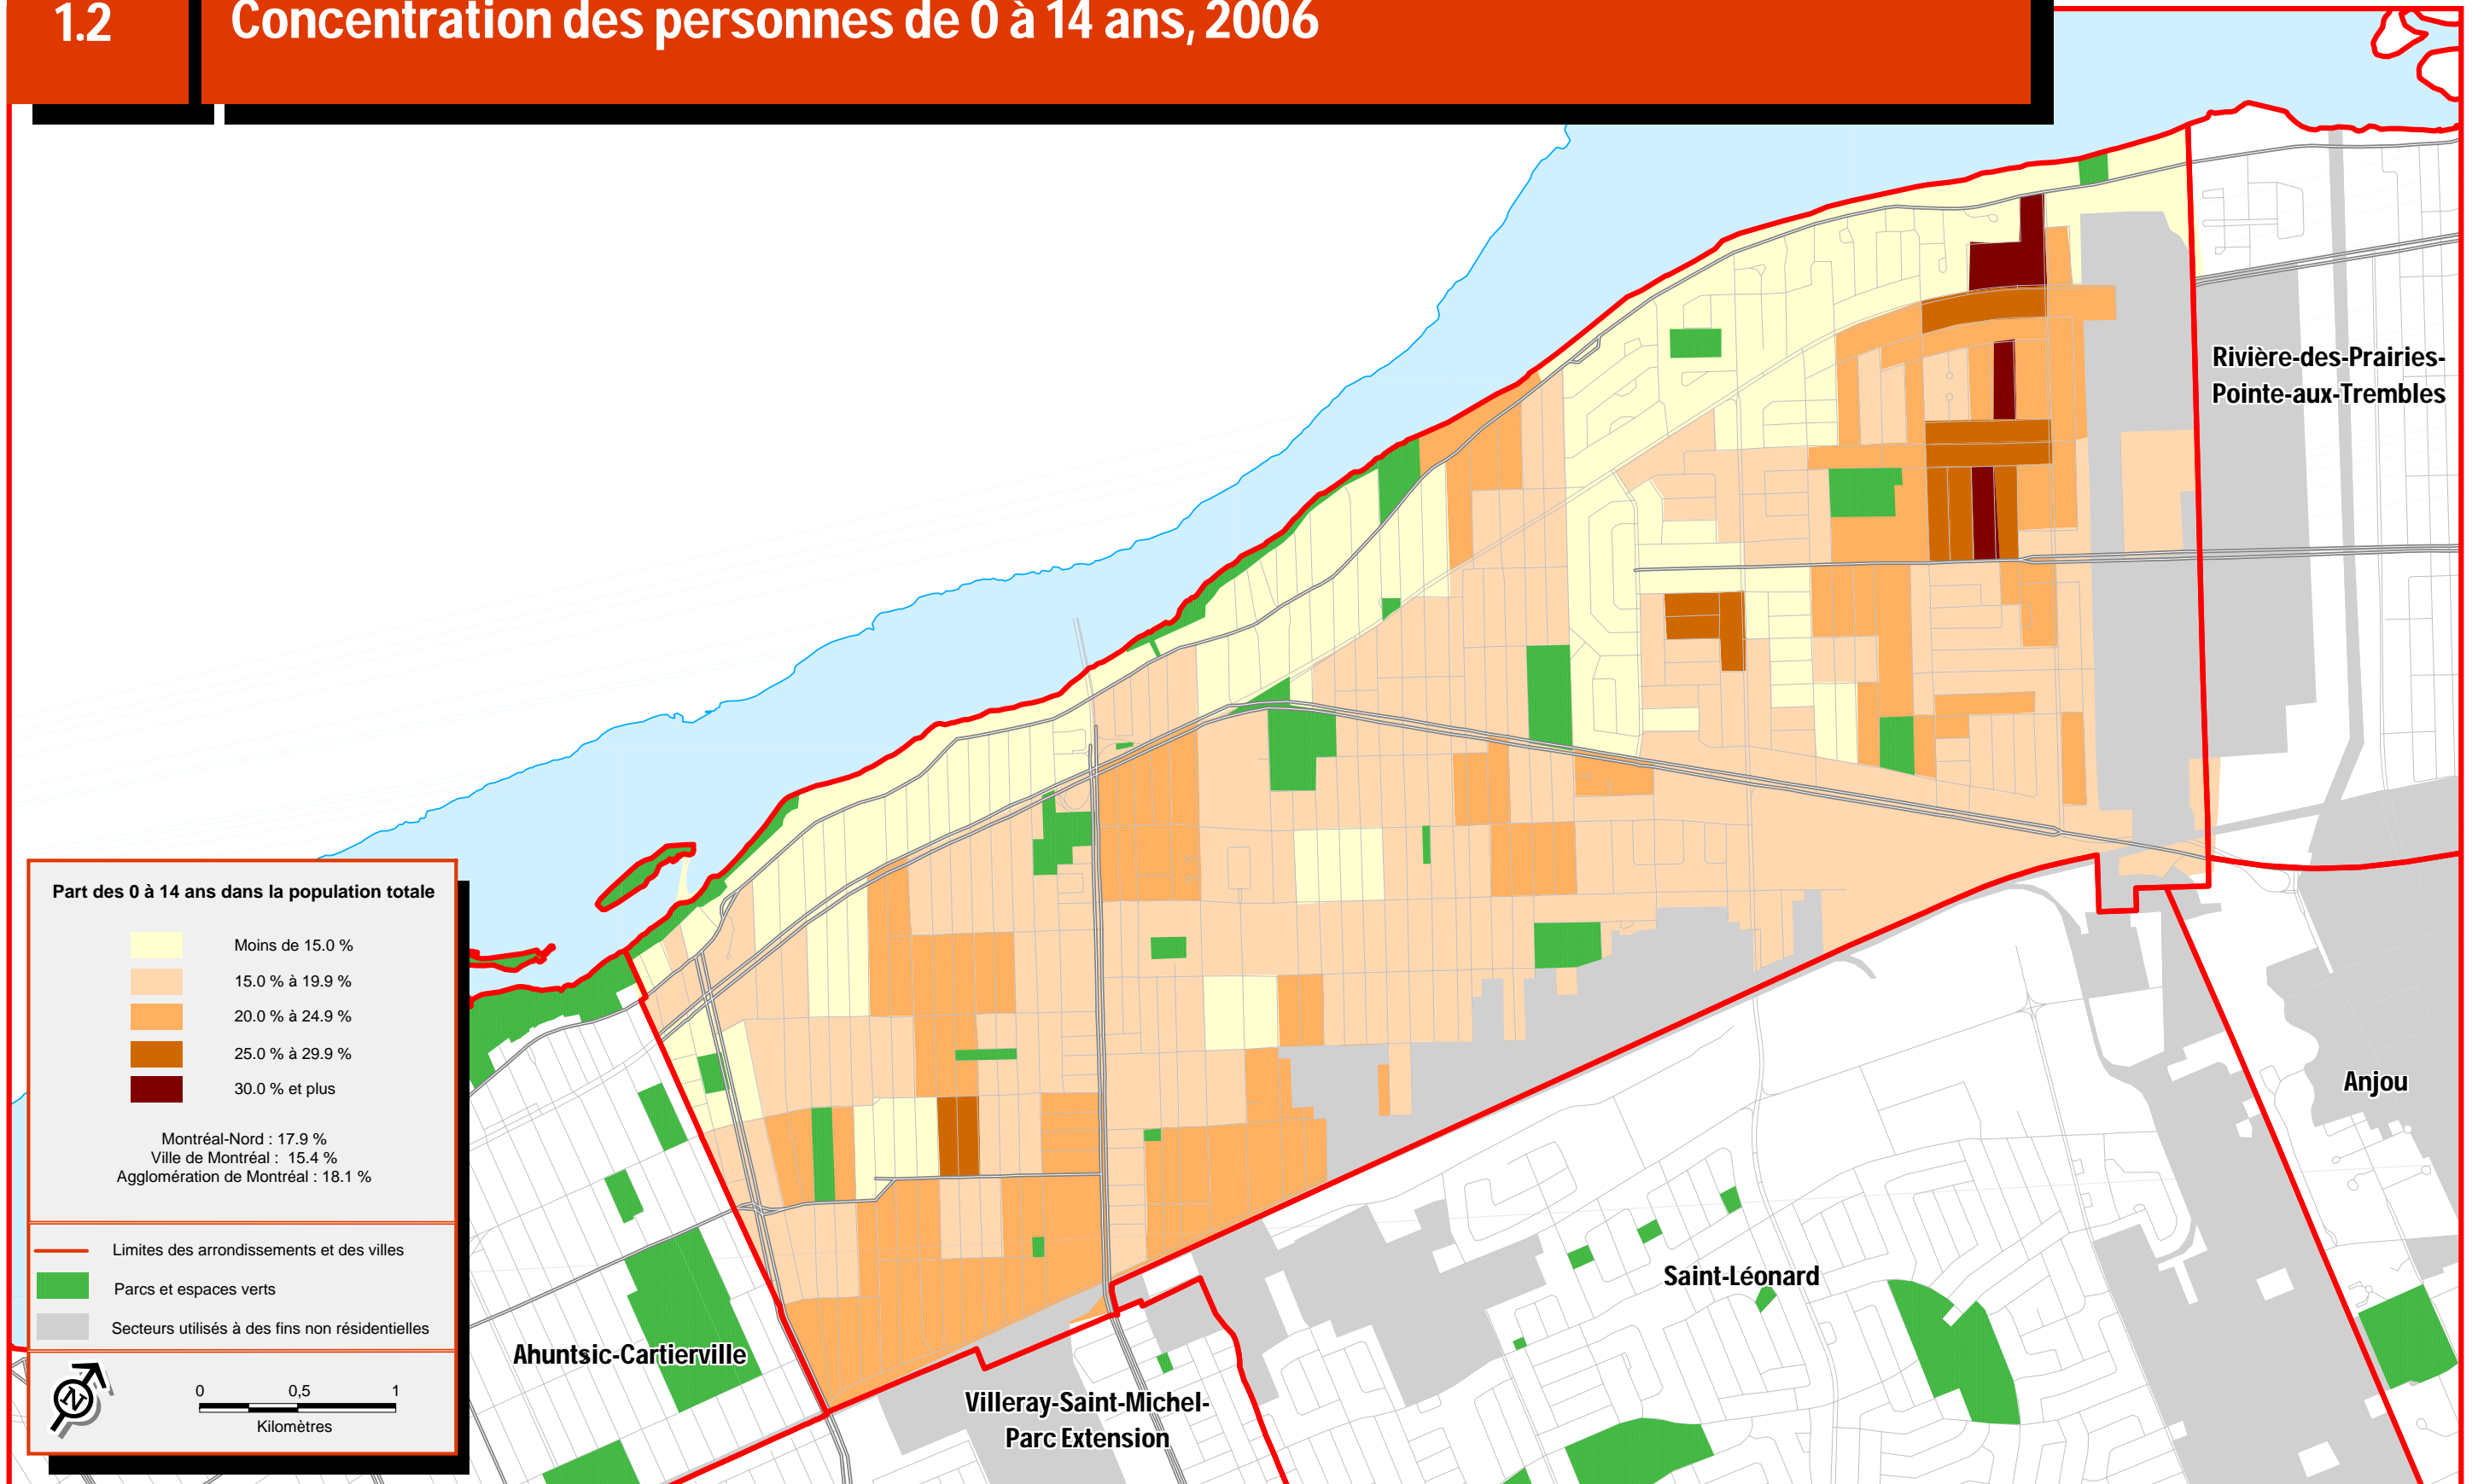 1.2
Concentration des personnes de 0 à 14 ans, 2006
Rivière-des-Prairies-
Pointe-aux-Trembles
Part des 0 à 14 ans dans la population totale
Moins de 15.0 %
15.0 % à 19.9 %
20.0 % à 24.9 %
25.0 % à 29.9 %
30.0 % et plus
Montréal-Nord : 17.9 %
Ville de Montréal : 15.4 %
Agglomération de Montréal : 18.1 %
Limites des arrondissements et des villes
Parcs et espaces verts
Secteurs utilisés à des fins non résidentielles
N
0 0,5 1
Kilomètres
Anjou
Saint-Léonard
Ahuntsic-Cartierville
Villeray-Saint-Michel-
Parc Extension